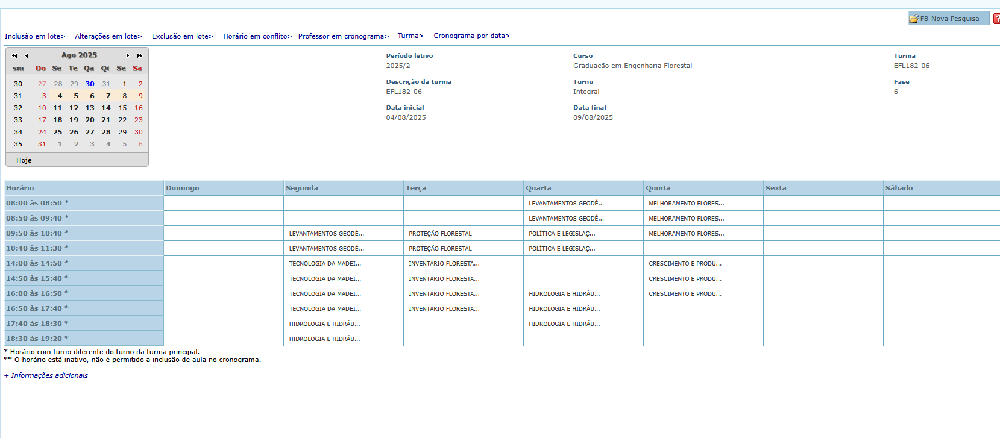 F8-Nova Pesquisa ?
Inclusão em lote> Alterações em lote> Exclusão em lote> Horário em conflito> Professor em cronograma> Turma> Cronograma por data>
Ago 2025
sm Do Se Te Qa Qi Se Sa
30 27 28 29 30 31 1 2
31 3 4 5 6 7 8 9
32 10 11 12 13 14 15 16
33 17 18 19 20 21 22 23
34 24 25 26 27 28 29 30
35 31 1 2 3 4 5 6
Hoje
Período letivo Curso Turma
2025/2 Graduação em Engenharia Florestal EFL182-06
Descrição da turma Turno Fase
EFL182-06 Integral 6
Data inicial Data final
04/08/2025 09/08/2025
Horário Domingo Segunda Terça Quarta Quinta Sexta Sábado
08:00 às 08:50 * LEVANTAMENTOS GEODÉ... MELHORAMENTO FLORES...
08:50 às 09:40 * LEVANTAMENTOS GEODÉ... MELHORAMENTO FLORES...
09:50 às 10:40 * LEVANTAMENTOS GEODÉ... PROTEÇÃO FLORESTAL POLÍTICA E LEGISLAÇ... MELHORAMENTO FLORES...
10:40 às 11:30 * LEVANTAMENTOS GEODÉ... PROTEÇÃO FLORESTAL POLÍTICA E LEGISLAÇ...
14:00 às 14:50 * TECNOLOGIA DA MADEI... INVENTÁRIO FLORESTA... CRESCIMENTO E PRODU...
14:50 às 15:40 * TECNOLOGIA DA MADEI... INVENTÁRIO FLORESTA... CRESCIMENTO E PRODU...
16:00 às 16:50 * TECNOLOGIA DA MADEI... INVENTÁRIO FLORESTA... HIDROLOGIA E HIDRÁU... CRESCIMENTO E PRODU...
16:50 às 17:40 * TECNOLOGIA DA MADEI... INVENTÁRIO FLORESTA... HIDROLOGIA E HIDRÁU...
17:40 às 18:30 * HIDROLOGIA E HIDRÁU... HIDROLOGIA E HIDRÁU...
18:30 às 19:20 * HIDROLOGIA E HIDRÁU...
* Horário com turno diferente do turno da turma principal.
** O horário está inativo, não é permitido a inclusão de aula no cronograma.
+ Informações adicionais